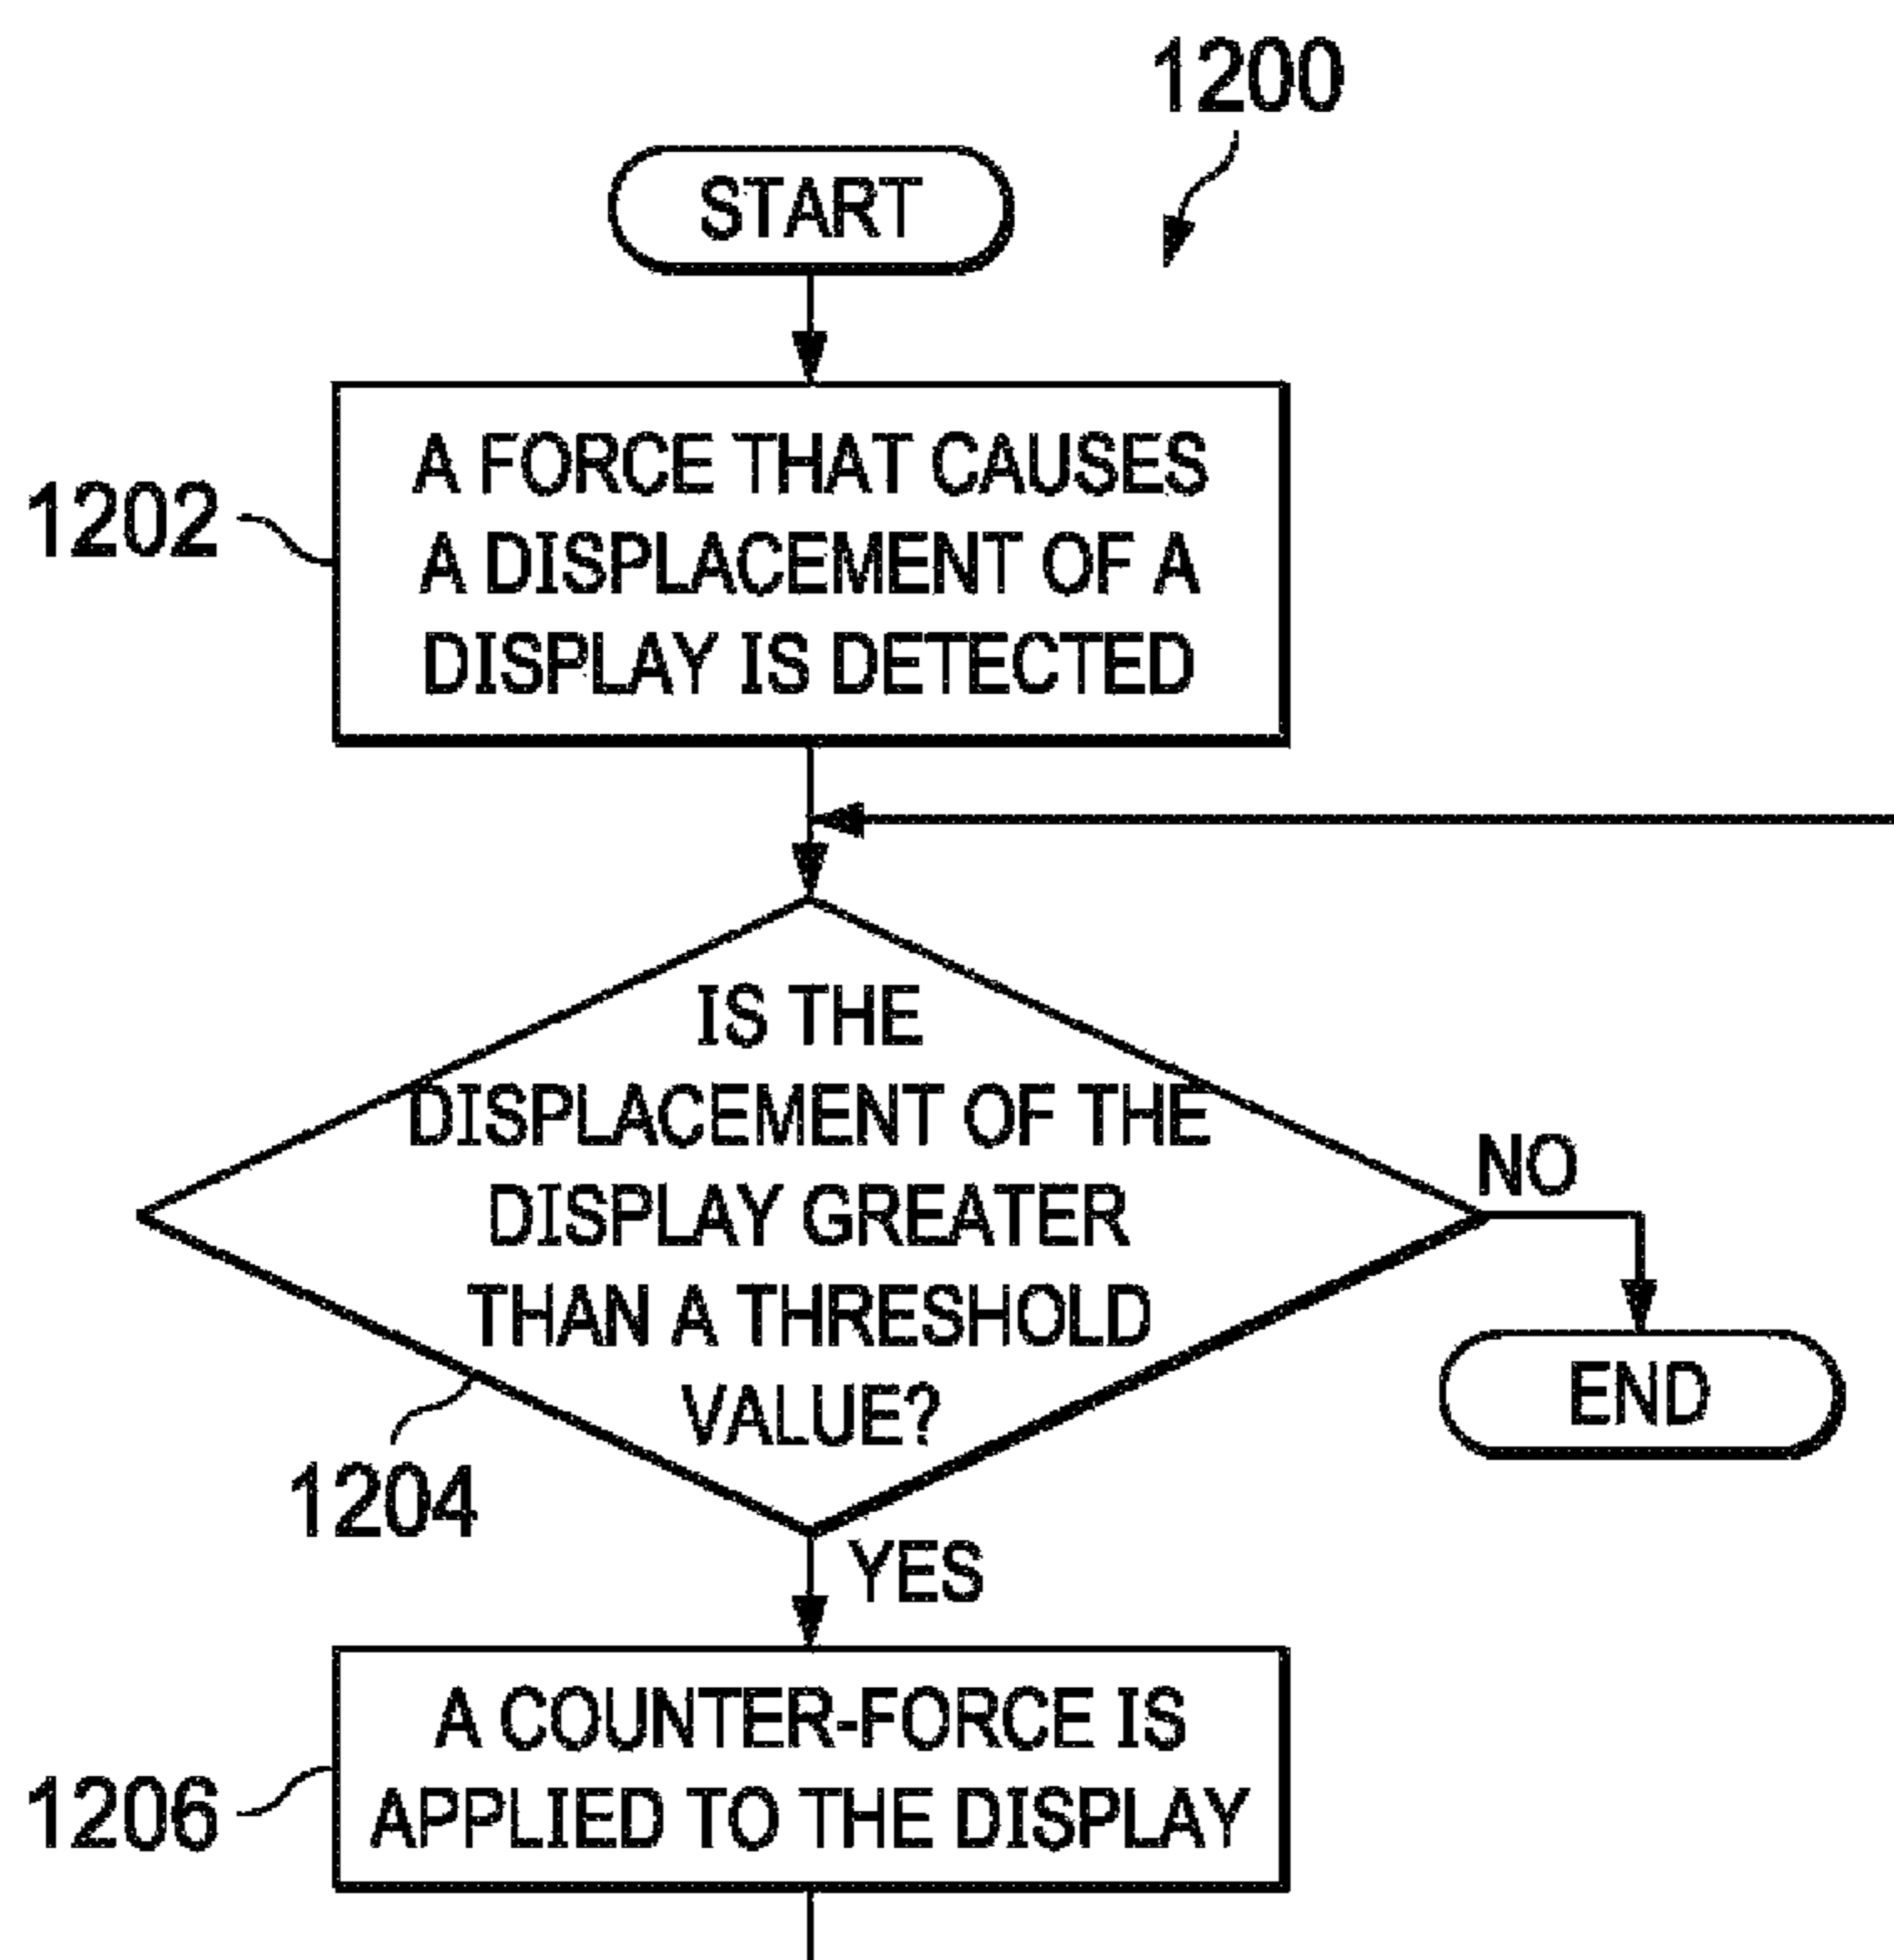 1200
START
1202
A FORCE THAT CAUSES
A DISPLACEMENT OF A
DISPLAY IS DETECTED
IS THE
DISPLACEMENT OF THE
DISPLAY GREATER
THAN A THRESHOLD
VALUE?
NO
END
1204
YES
1206
A COUNTER-FORCE IS
APPLIED TO THE DISPLAY